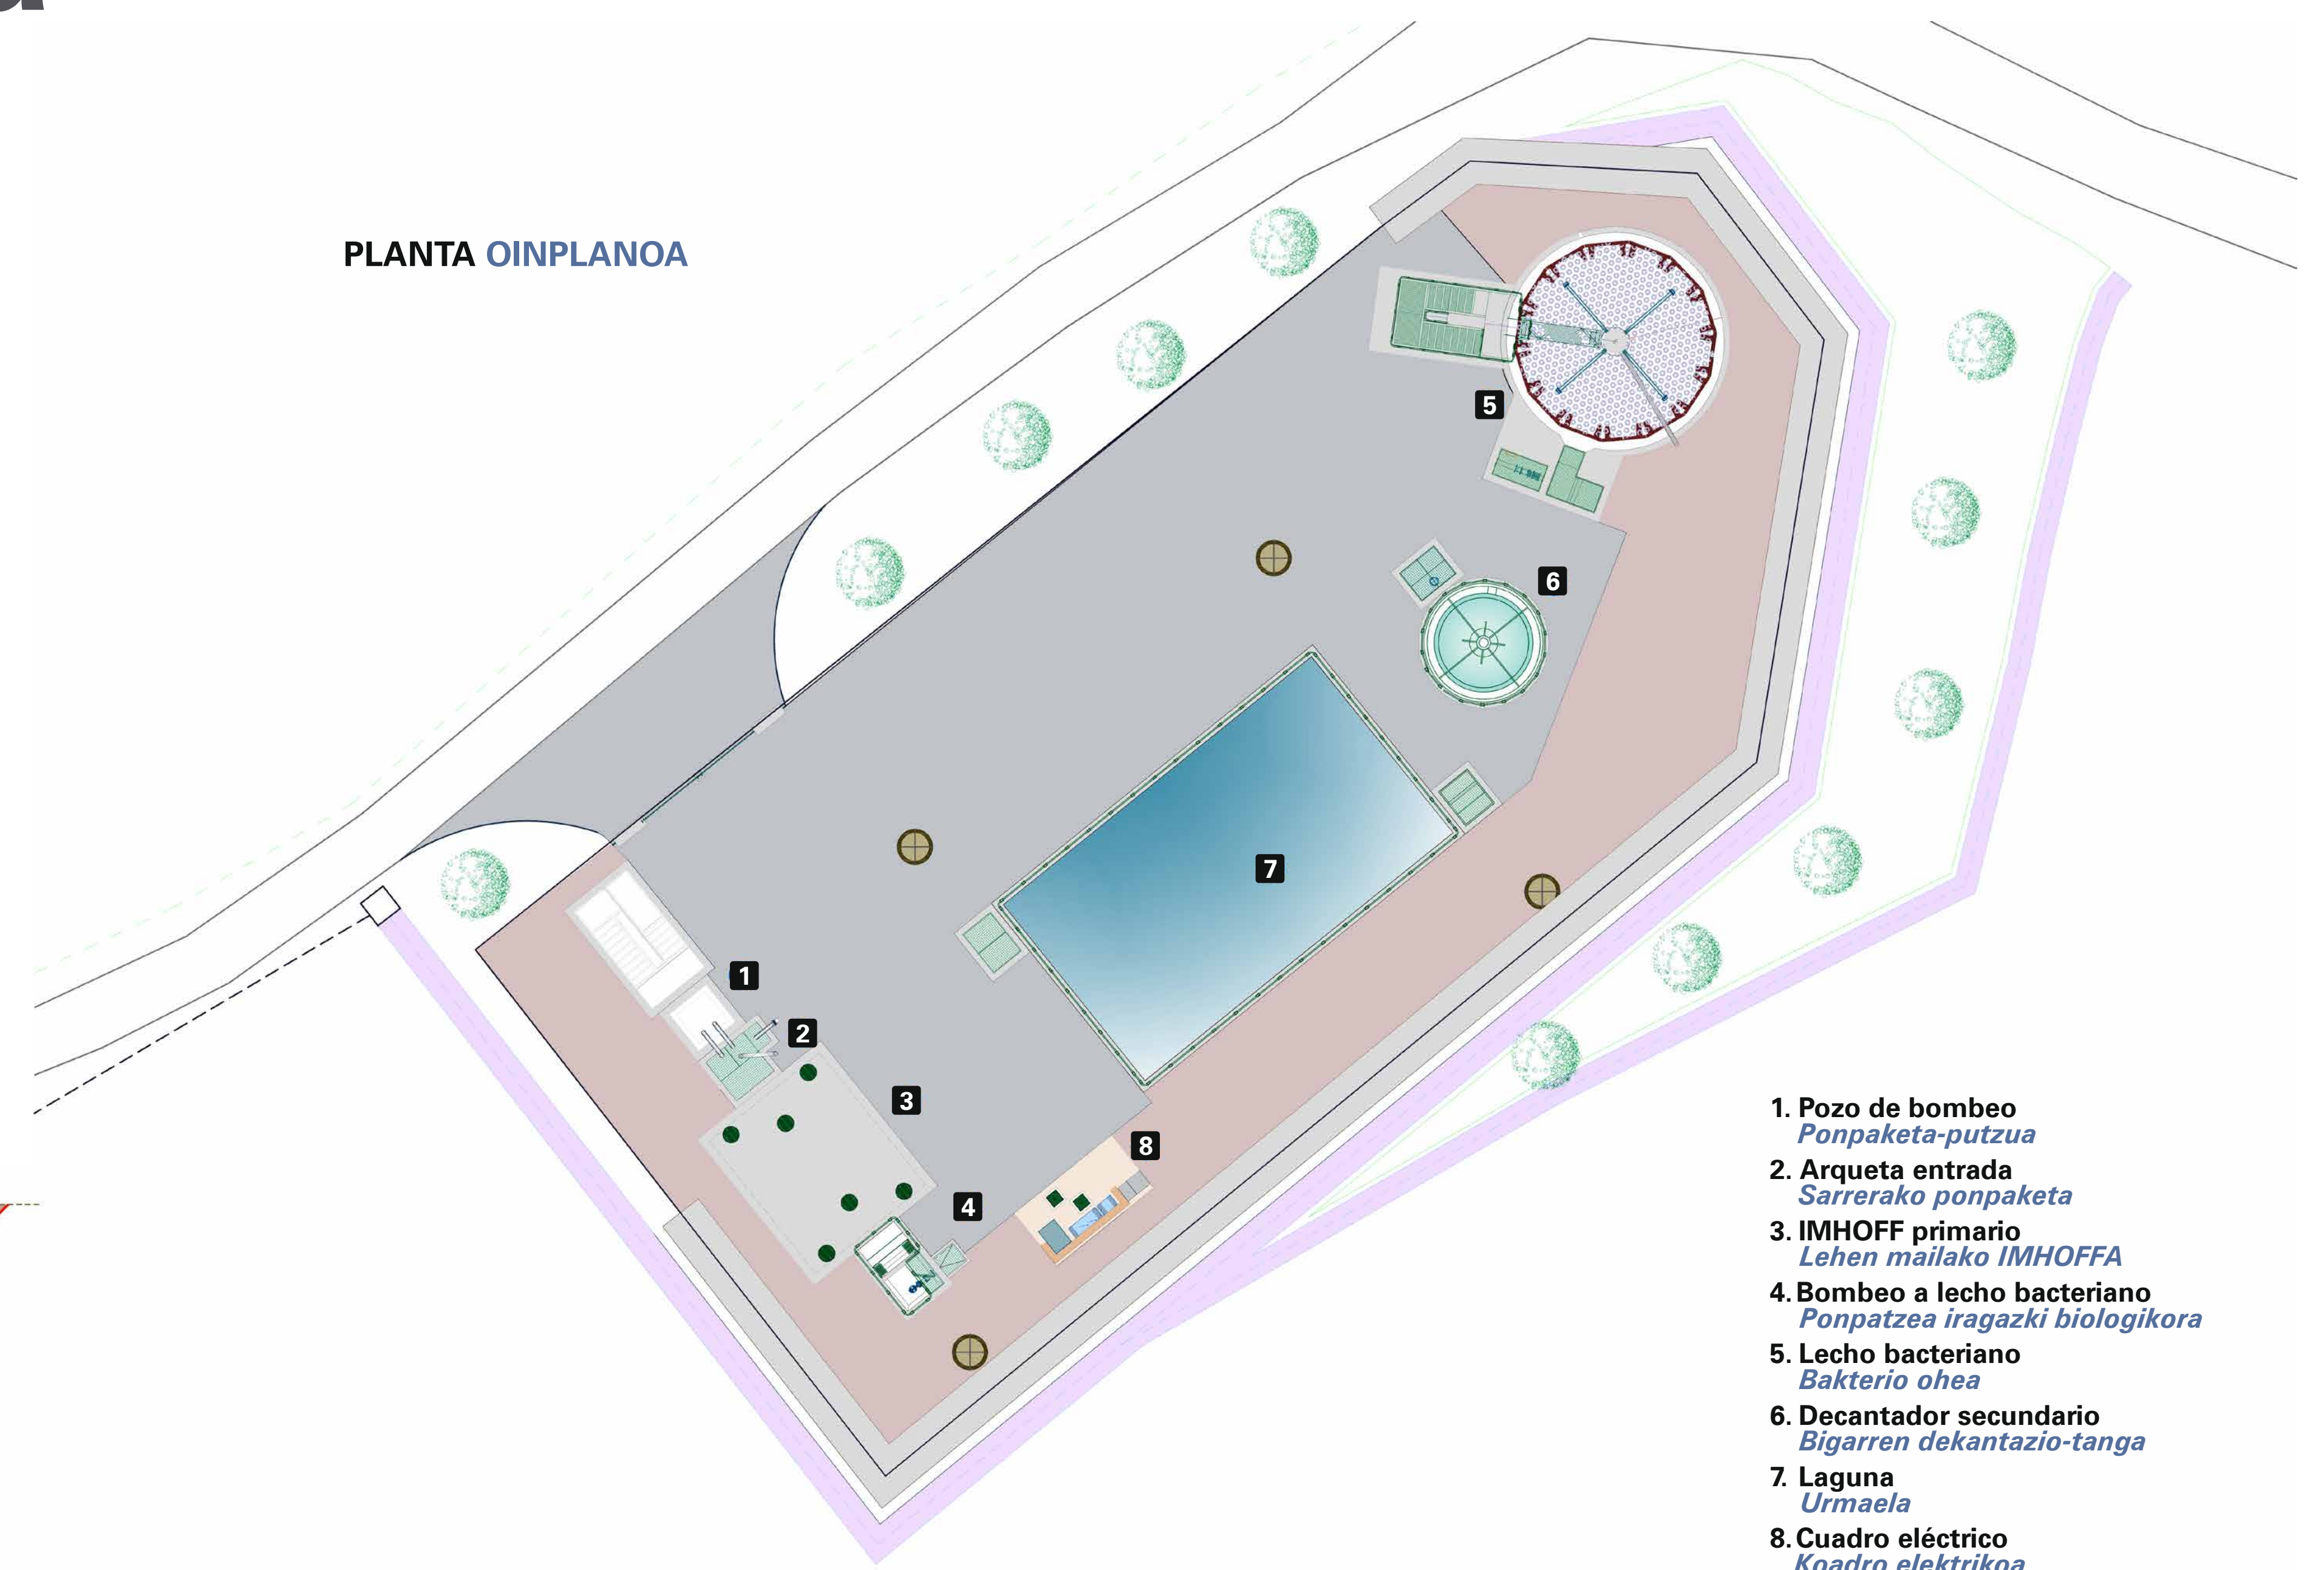 PLANTA OINPLANOA
5
6
7
1
2
3
8
4
1. Pozo de bombeo
Ponpaketa-putzua
2. Arqueta entrada
Sarrerako ponpaketa
3. IMHOFF primario
Lehen mailako IMHOFFA
4. Bombeo a lecho bacteriano
Ponpatzea iragazki biologikora
5. Lecho bacteriano
Bakterio ohea
6. Decantador secundario
Bigarren dekantazio-tanga
7. Laguna
Urmaela
8. Cuadro eléctrico
Koadro elektrikoa